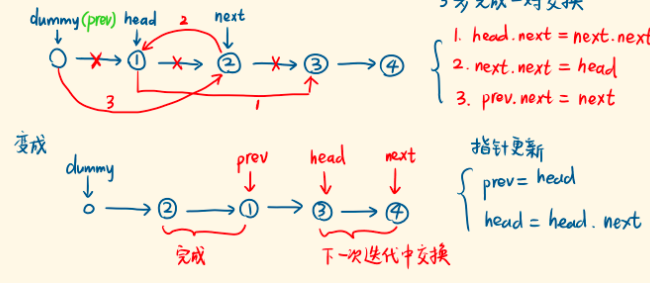 3步完成一对交换
dummy(prev) head 2 next
1. head.next = next.next
① ② ③ ④
2. next.next = head
3 1
3. prev.next = next
变成
指针更新
dummy prev head next
prev = head
② ① ③ ④
head = head.next
完成 下一次迭代中交换